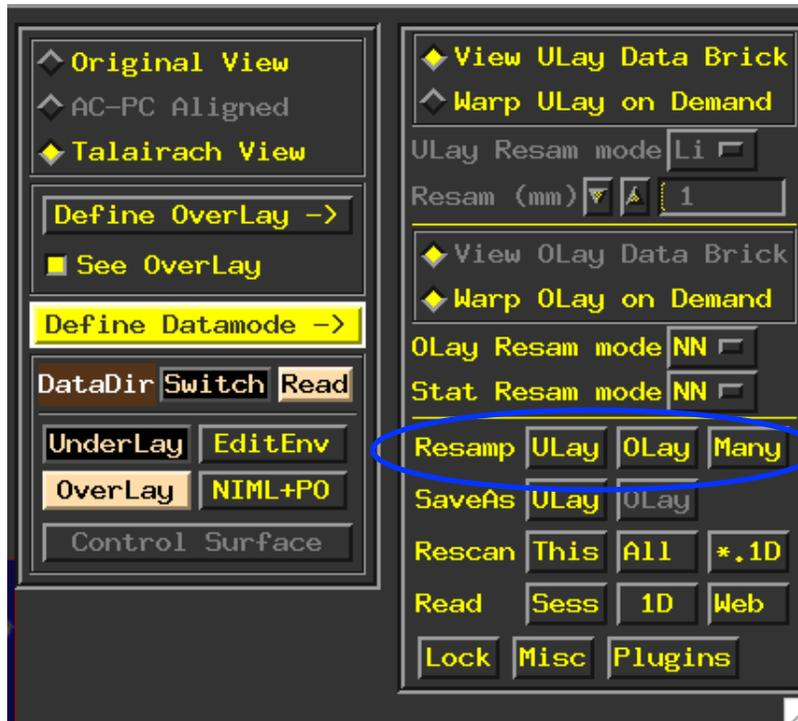 Original View
AC-PC Aligned
Talairach View
Define OverLay ->
See OverLay
Define Datamode ->
DataDir Switch Read
UnderLay EditEnv
OverLay NIML+PO
Control Surface
View ULay Data Brick
Warp ULay on Demand
ULay Resam mode Li
Resam (mm) 1
View OLay Data Brick
Warp OLay on Demand
OLay Resam mode NN
Stat Resam mode NN
Resamp ULay OLay Many
SaveAs ULay OLay
Rescan This All *.1D
Read Sess 1D Web
Lock Misc Plugins